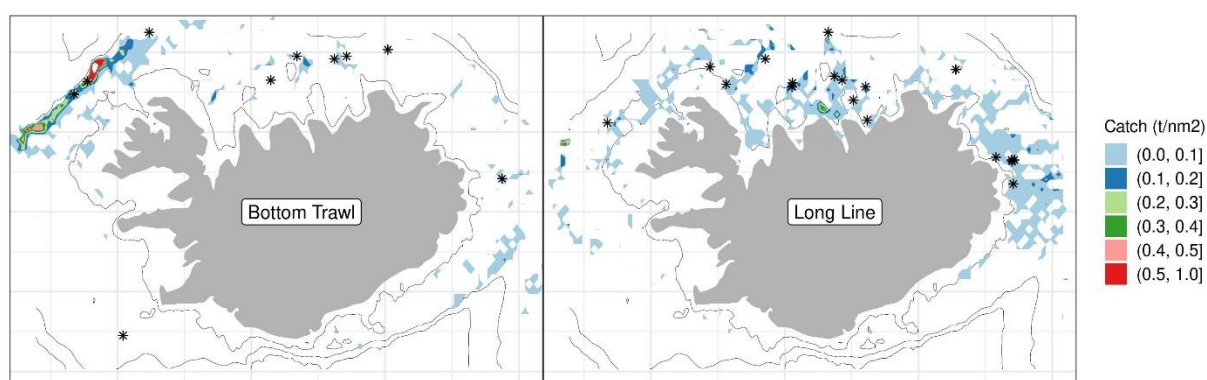 Bottom Trawl
Long Line
Catch (t/nm2)
(0.0, 0.1]
(0.1, 0.2]
(0.2, 0.3]
(0.3, 0.4]
(0.4, 0.5]
(0.5, 1.0]